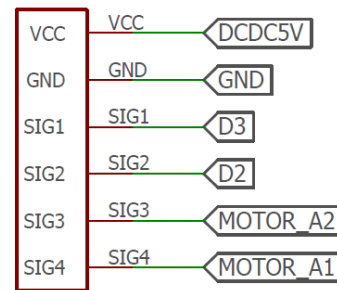 VCC VCC DCDC5V
GND GND GND
SIG1 SIG1 D3
SIG2 SIG2 D2
SIG3 SIG3 MOTOR_A2
SIG4 SIG4 MOTOR_A1